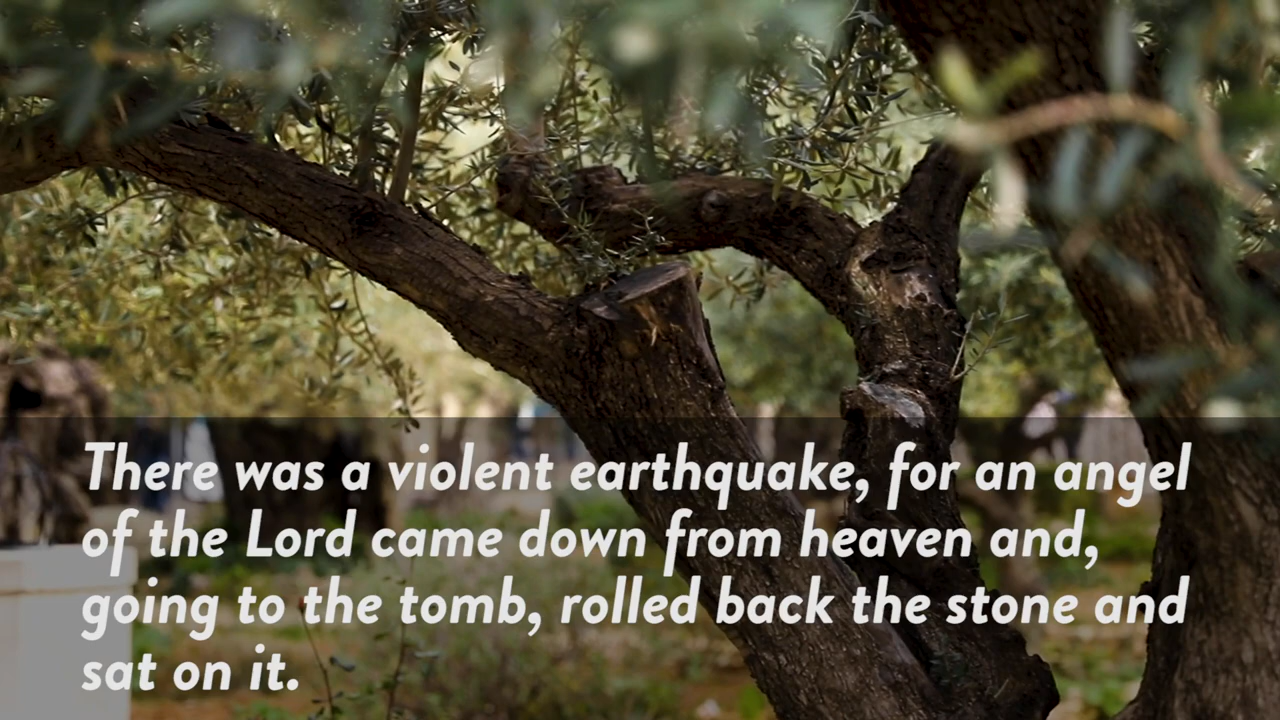 There was a violent earthquake, for an angel
of the Lord came down from heaven and,
going to the tomb, rolled back the stone and
sat on it.